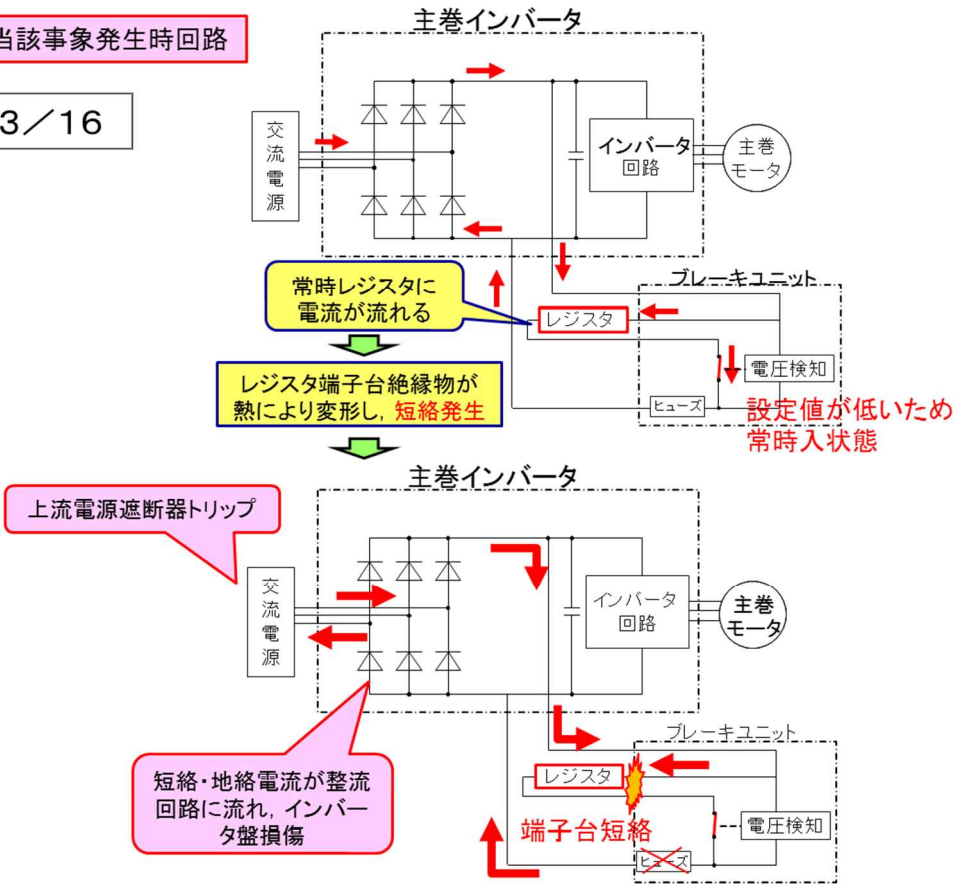 当該事象発生時回路
3／16
主巻インバータ
交流電源
インバータ
回路
主巻
モータ
常時レジスタに
電流が流れる
ブレーキユニット
レジスタ
電圧検知
ヒューズ
設定値が低いため
常時入状態
レジスタ端子台絶縁物が
熱により変形し，短絡発生
主巻インバータ
上流電源遮断器トリップ
交流電源
インバータ
回路
主巻
モータ
短絡・地絡電流が整流
回路に流れ，インバー
タ盤損傷
ブレーキユニット
レジスタ
端子台短絡
電圧検知
ヒューズ